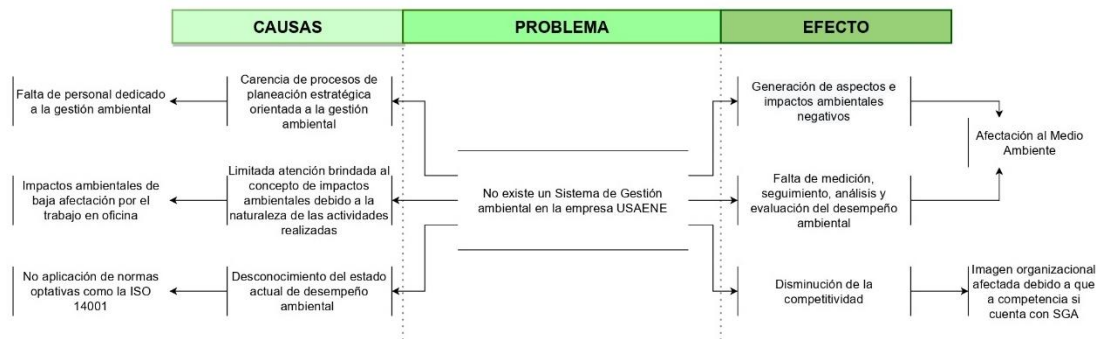 CAUSAS
PROBLEMA
EFECTO
Falta de personal dedicado
a la gestión ambiental
Carencia de procesos de
planeación estratégica
orientada a la gestión
ambiental
Generación de aspectos e
impactos ambientales
negativos
Afectación al Medio
Ambiente
Impactos ambientales de
baja afectación por el
trabajo en oficina
Limitada atención brindada al
concepto de impactos
ambientales debido a la
naturaleza de las actividades
realizadas
No existe un Sistema de Gestión
ambiental en la empresa USAENE
Falta de medición,
seguimiento, análisis y
evaluación del desempeño
ambiental
No aplicación de normas
optativas como la ISO
14001
Desconocimiento del estado
actual de desempeño
ambiental
Disminución de la
competitividad
Imagen organizacional
afectada debido a que
a competencia si
cuenta con SGA